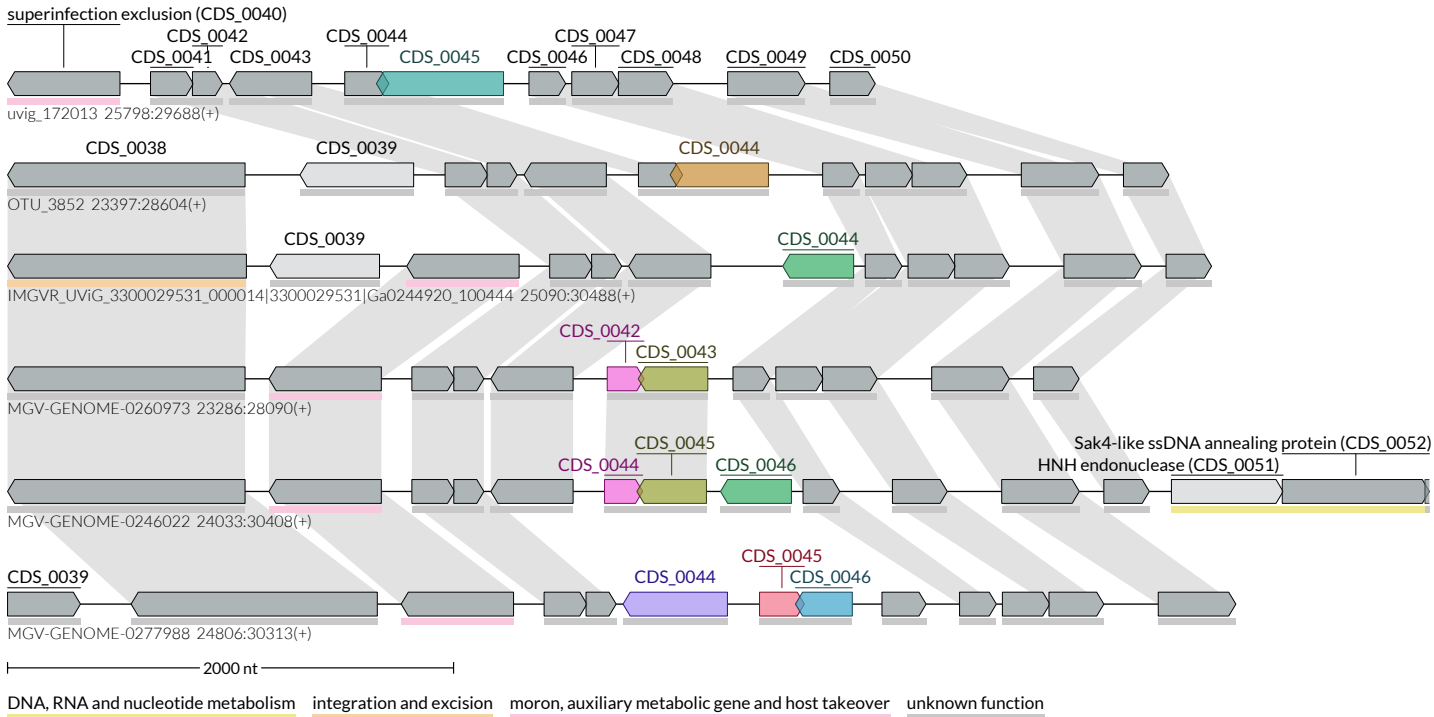 superinfection exclusion (CDS_0040)
CDS_0042 CDS_0044 CDS_0047
CDS_0041 CDS_0043 CDS_0045 CDS_0046 CDS_0048 CDS_0049 CDS_0050
uvig_172013 25798:29688(+)
CDS_0038 CDS_0039 CDS_0044
OTU_3852 23397:28604(+)
CDS_0039 CDS_0044
IMGVR_UViG_3300029531_000014|3300029531|Ga0244920_100444 25090:30488(+)
CDS_0042
CDS_0043
MGV-GENOME-0260973 23286:28090(+)
CDS_0045 Sak4-like ssDNA annealing protein (CDS_0052)
CDS_0044 CDS_0046 HNH endonuclease (CDS_0051)
MGV-GENOME-0246022 24033:30408(+)
CDS_0045
CDS_0039 CDS_0044 CDS_0046
MGV-GENOME-0277988 24806:30313(+)
2000 nt
DNA, RNA and nucleotide metabolism integration and excision moron, auxiliary metabolic gene and host takeover unknown function